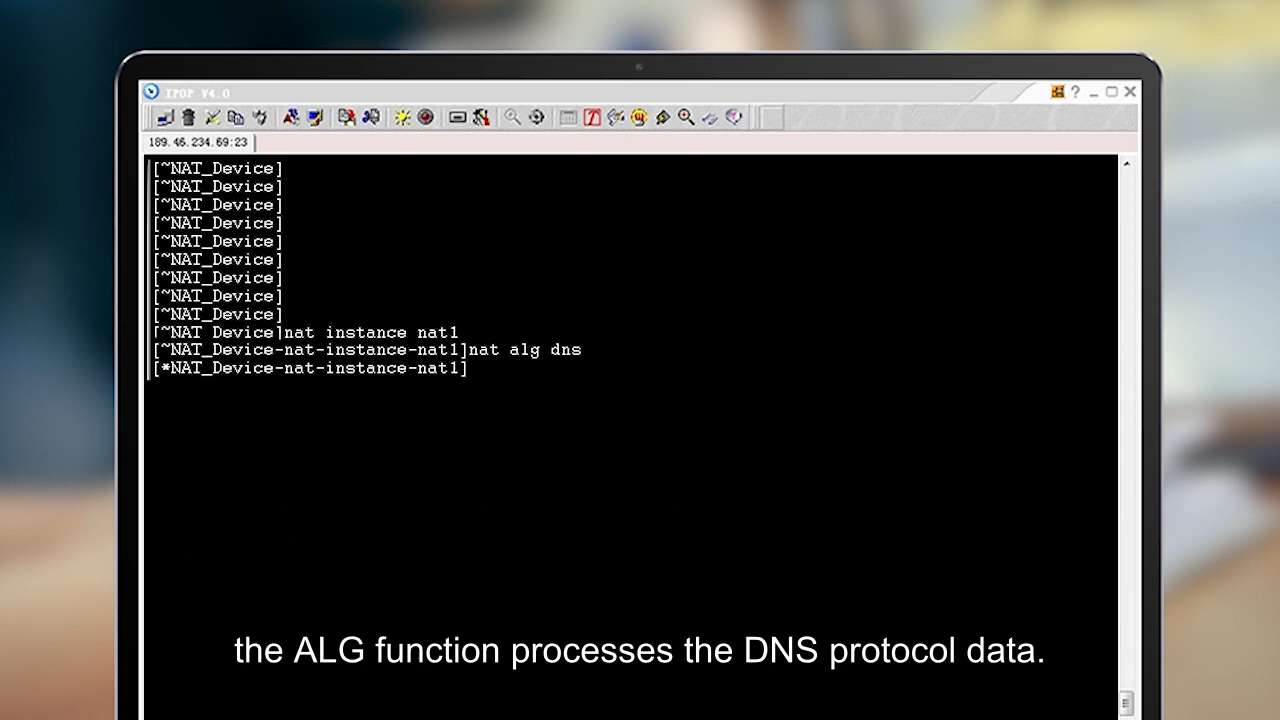 IPOP V4.0
189.46.234.69:23
[~NAT_Device]
[~NAT_Device]
[~NAT_Device]
[~NAT_Device]
[~NAT_Device]
[~NAT_Device]
[~NAT_Device]
[~NAT_Device]
[~NAT_Device]
[~NAT_Device]nat instance nat1
[~NAT_Device-nat-instance-nat1]nat alg dns
[*NAT_Device-nat-instance-nat1]
the ALG function processes the DNS protocol data.